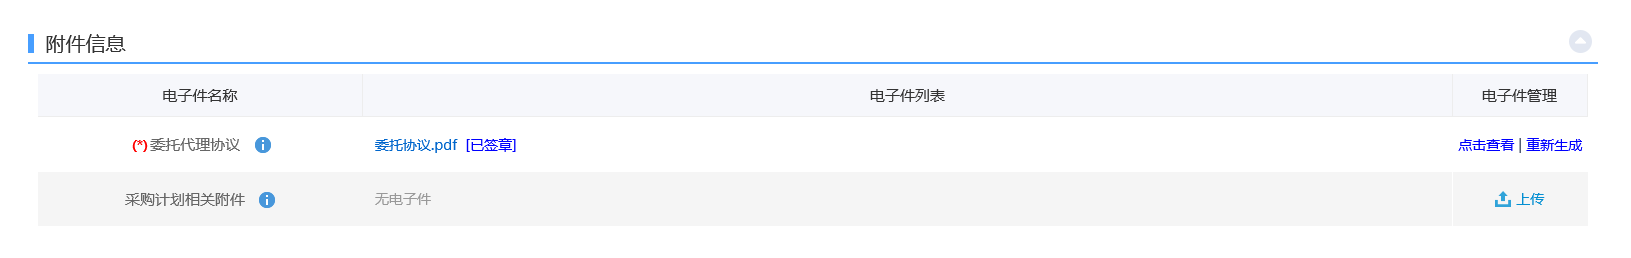 附件信息
电子件名称 电子件列表 电子件管理
(*)委托代理协议 委托协议.pdf [已签章] 点击查看 | 重新生成
采购计划相关附件 无电子件 上传